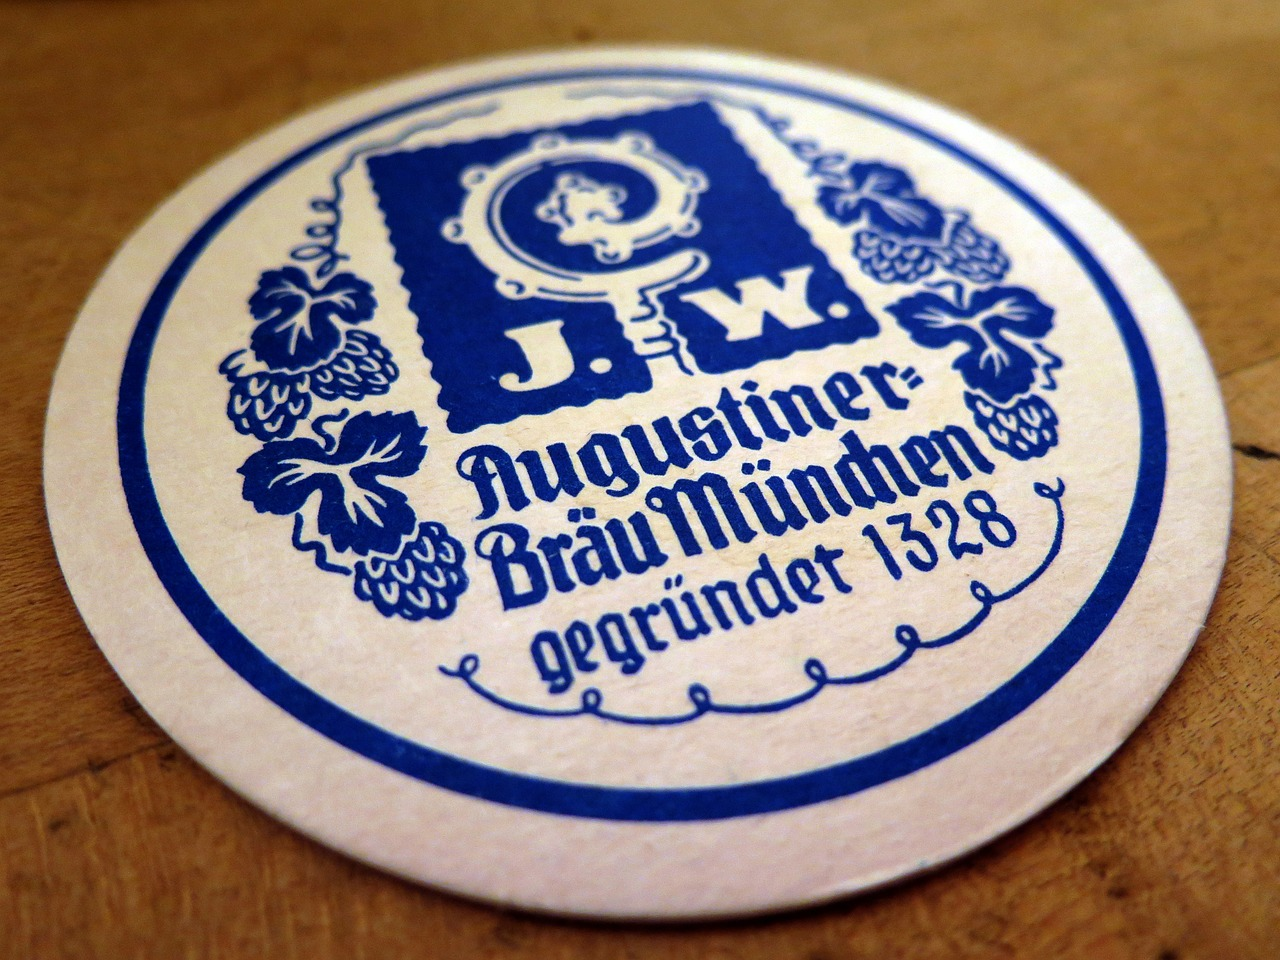 J. W.
Augustiner=
Bräu München
gegründet 1328